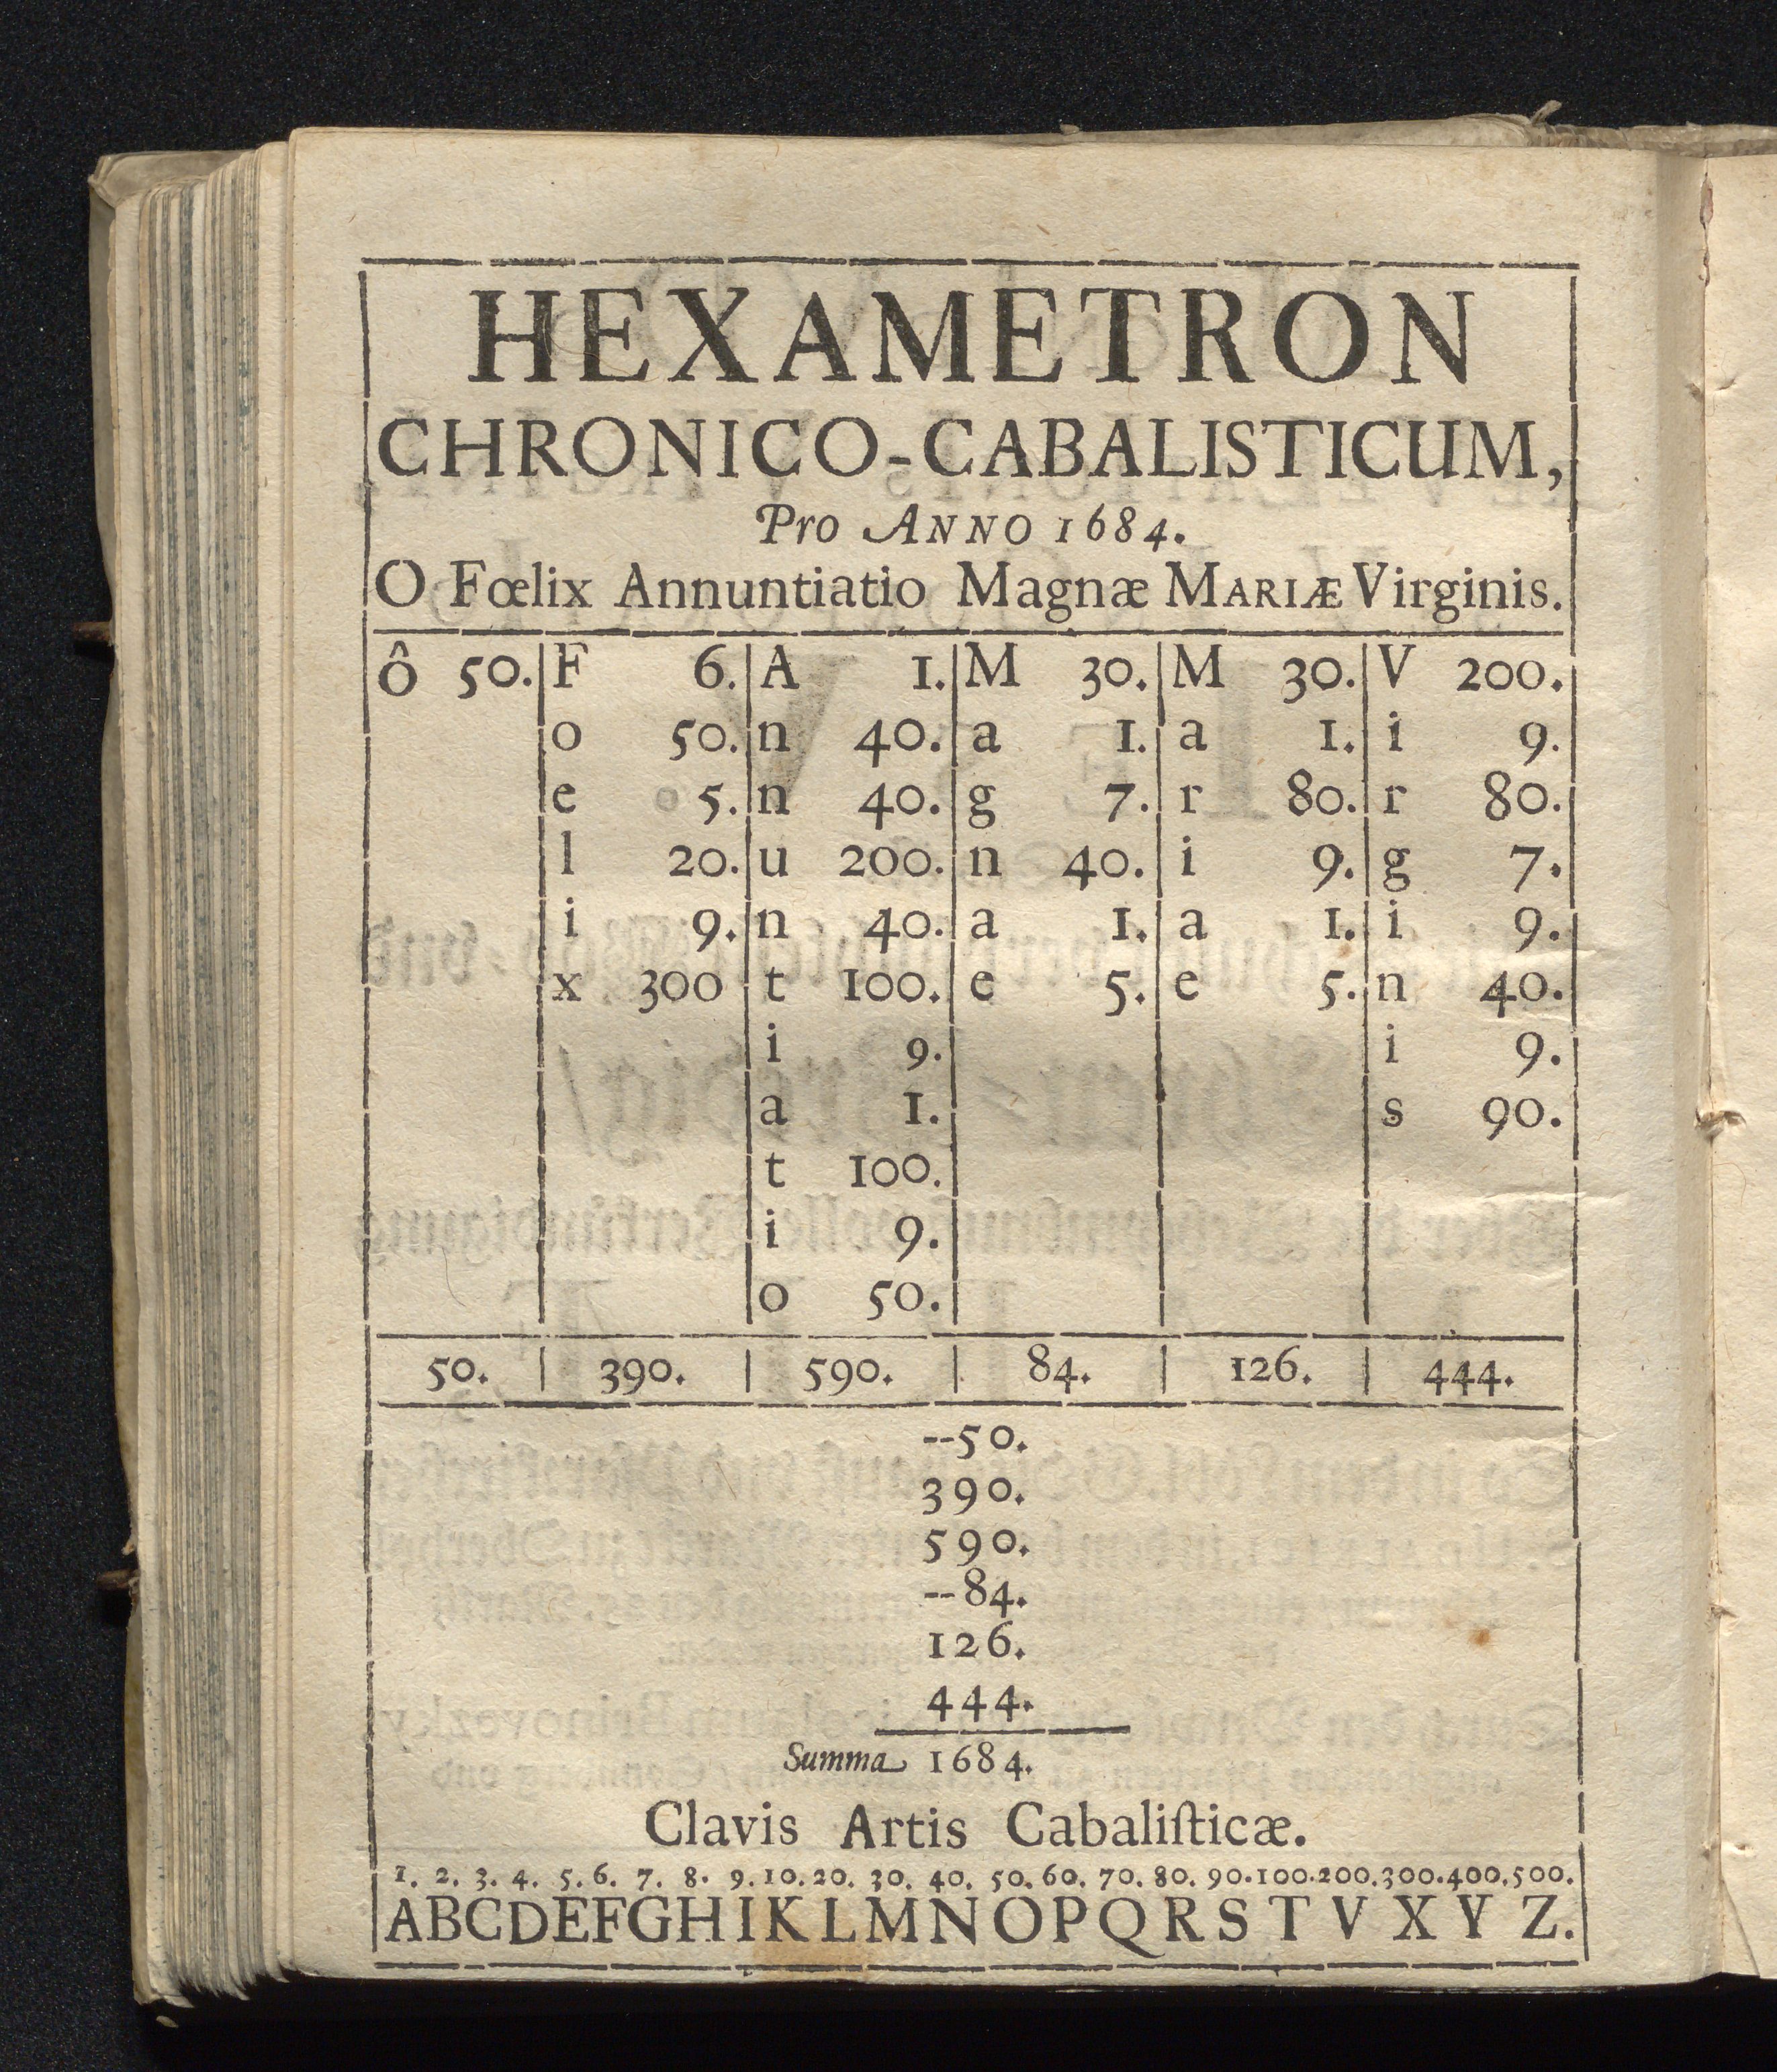 HEXAMETRON
CHRONICO-CABALISTICUM,
Pro ANNO 1684.
O Fœlix Annuntiatio Magnæ MARIÆ Virginis.
ô 50. F 6. A 1. M 30. M 30. V 200.
o 50. n 40. a 1. a 1. i 9.
e 5. n 40. g 7. r 80. r 80.
l 20. u 200. n 40. i 9. g 7.
i 9. n 40. a 1. a 1. i 9.
x 300 t 100. e 5. e 5. n 40.
i 9. i 9.
a 1. s 90.
t 100.
i 9.
o 50.
50. 390. 590. 84. 126. 444.
--50.
390.
590.
--84.
126.
444.
Summa 1684.
Clavis Artis Cabaliſticæ.
1. 2. 3. 4. 5. 6. 7. 8. 9. 10. 20. 30. 40. 50. 60. 70. 80. 90. 100. 200. 300. 400. 500.
A B C D E F G H I K L M N O P Q R S T V X Y Z.